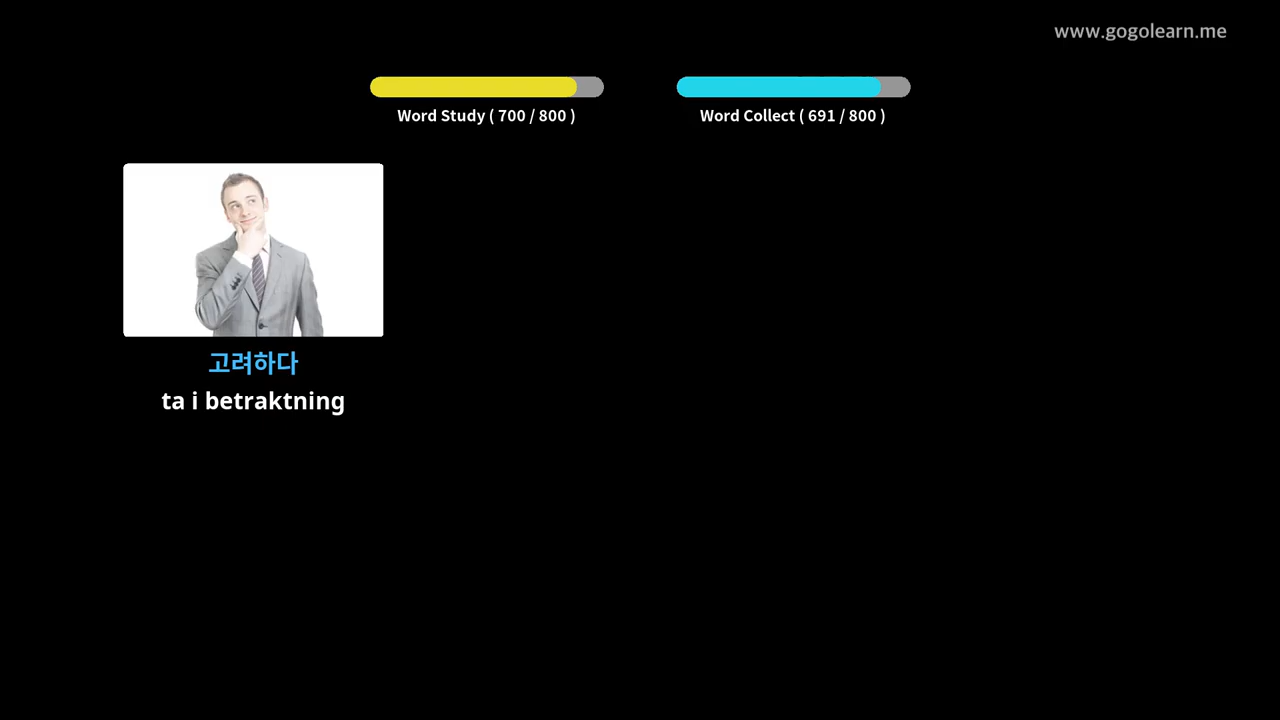 www.gogolearn.me
Word Study ( 700 / 800 )
Word Collect ( 691 / 800 )
고려하다
ta i betraktning